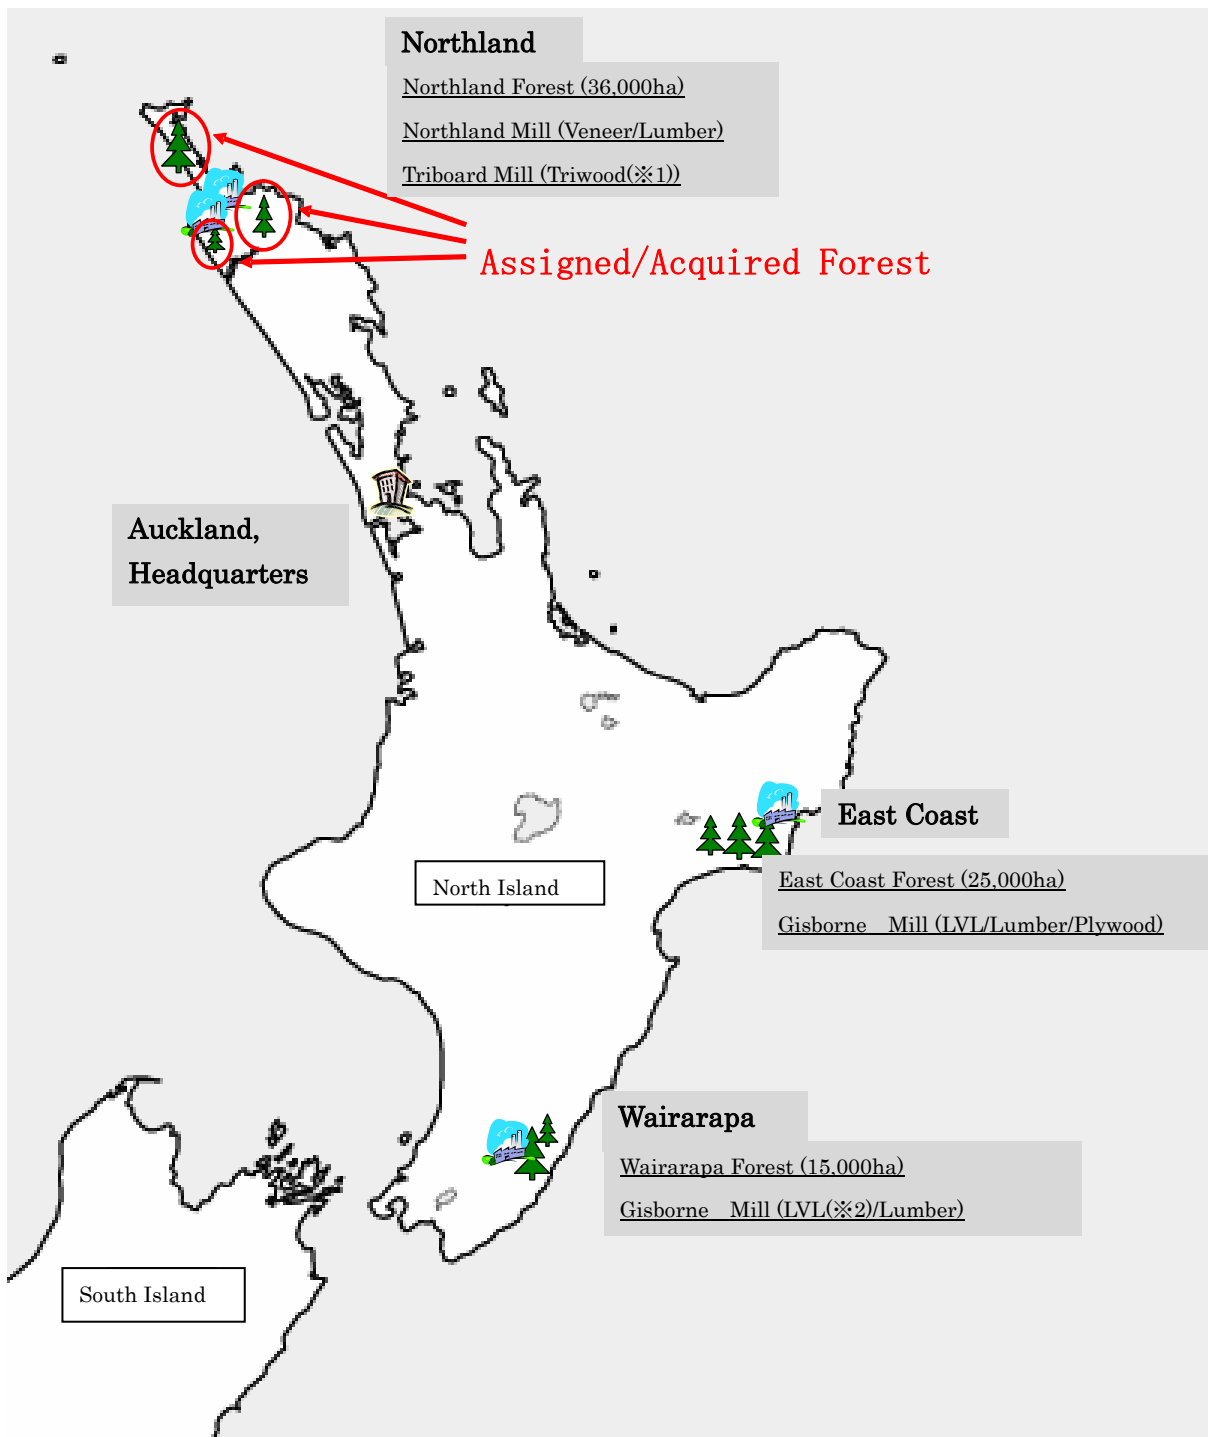 Northland
Northland Forest (36,000ha)
Northland Mill (Veneer/Lumber)
Triboard Mill (Triwood(※1))
Assigned/Acquired Forest
Auckland,
Headquarters
East Coast
North Island
East Coast Forest (25,000ha)
Gisborne Mill (LVL/Lumber/Plywood)
Wairarapa
Wairarapa Forest (15,000ha)
Gisborne Mill (LVL(※2)/Lumber)
South Island